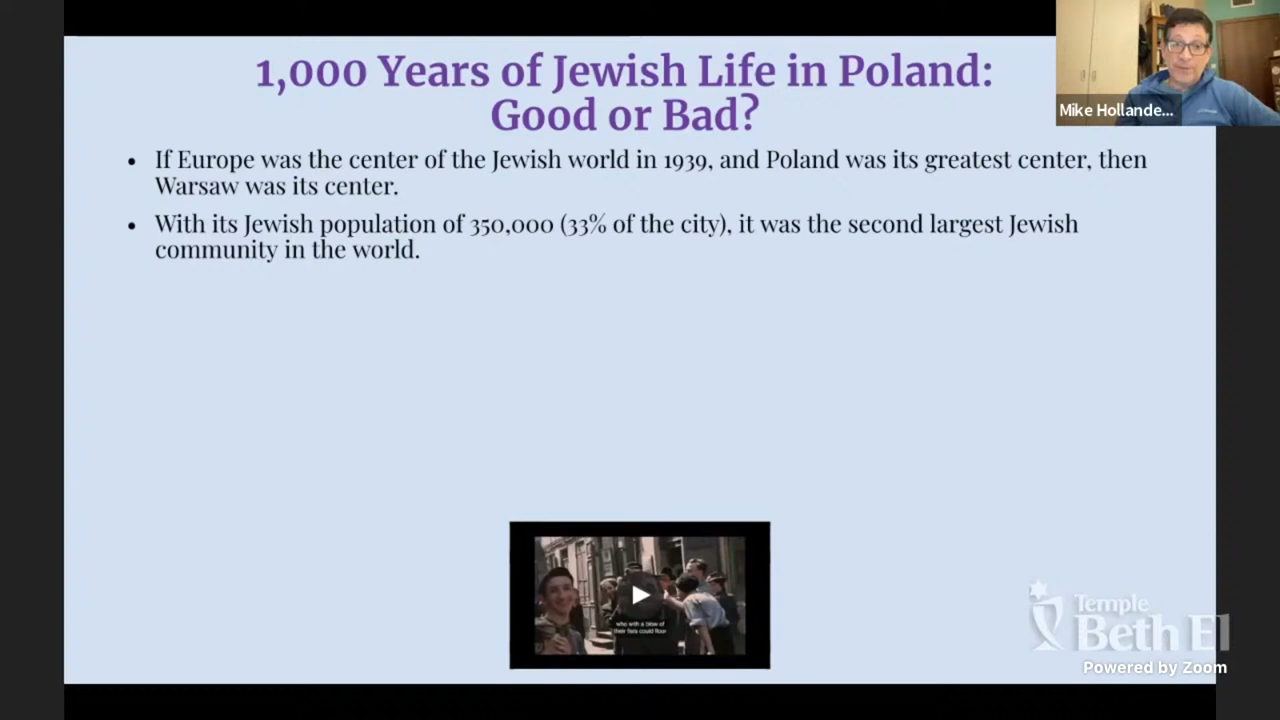 1,000 Years of Jewish Life in Poland:
Good or Bad?
Mike Hollande...
• If Europe was the center of the Jewish world in 1939, and Poland was its greatest center, then
Warsaw was its center.
• With its Jewish population of 350,000 (33% of the city), it was the second largest Jewish
community in the world.
who with a blow of
their fists could floor
Temple
Beth El
Powered by Zoom